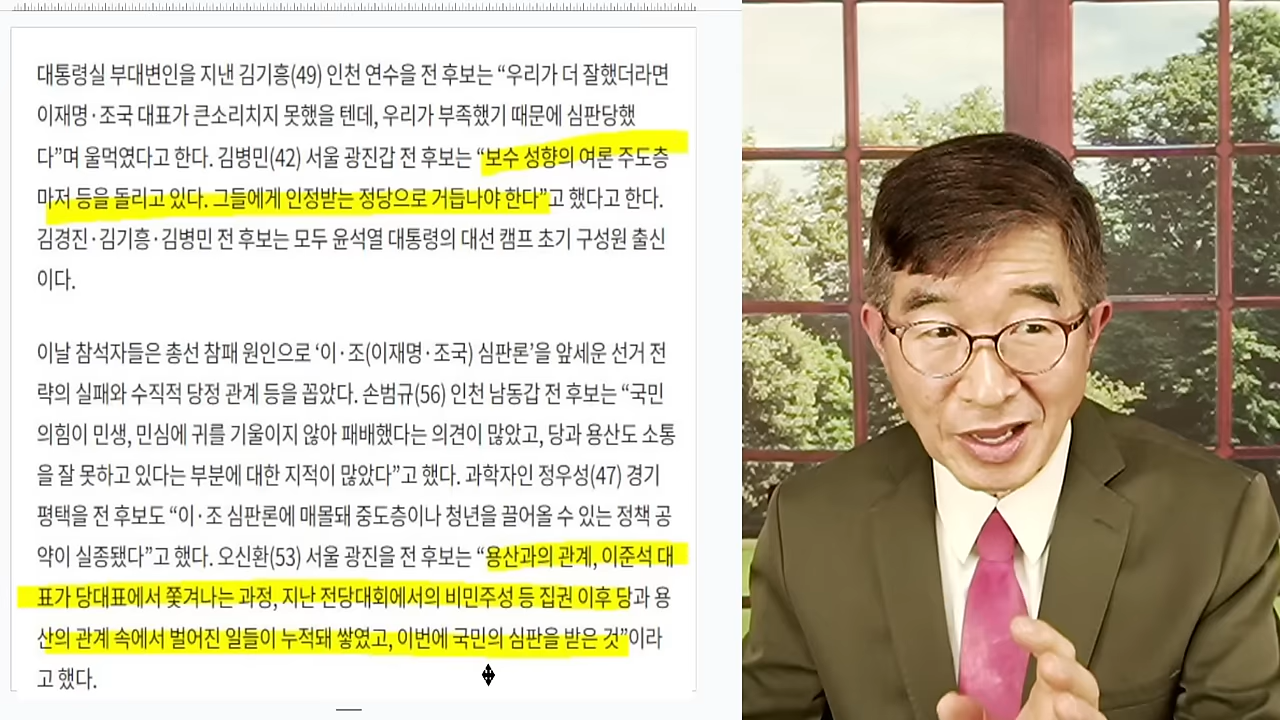 대통령실 부대변인을 지낸 김기흥(49) 인천 연수을 전 후보는 “우리가 더 잘했더라면
이재명·조국 대표가 큰소리치지 못했을 텐데, 우리가 부족했기 때문에 심판당했
다”며 울먹였다고 한다. 김병민(42) 서울 광진갑 전 후보는 “보수 성향의 여론 주도층
마저 등을 돌리고 있다. 그들에게 인정받는 정당으로 거듭나야 한다”고 했다고 한다.
김경진·김기흥·김병민 전 후보는 모두 윤석열 대통령의 대선 캠프 초기 구성원 출신
이다.
이날 참석자들은 총선 참패 원인으로 ‘이·조(이재명·조국) 심판론’을 앞세운 선거 전
략의 실패와 수직적 당정 관계 등을 꼽았다. 손범규(56) 인천 남동갑 전 후보는 “국민
의힘이 민생, 민심에 귀를 기울이지 않아 패배했다는 의견이 많았고, 당과 용산도 소통
을 잘 못하고 있다는 부분에 대한 지적이 많았다”고 했다. 과학자인 정우성(47) 경기
평택을 전 후보도 “이·조 심판론에 매몰돼 중도층이나 청년을 끌어올 수 있는 정책 공
약이 실종됐다”고 했다. 오신환(53) 서울 광진을 전 후보는 “용산과의 관계, 이준석 대
표가 당대표에서 쫓겨나는 과정, 지난 전당대회에서의 비민주성 등 집권 이후 당과 용
산의 관계 속에서 벌어진 일들이 누적돼 쌓였고, 이번에 국민의 심판을 받은 것”이라
고 했다.